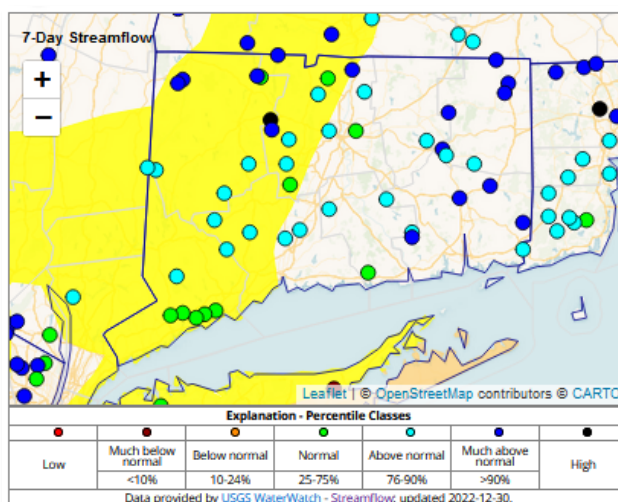 7-Day Streamflow
+
−
Leaflet | © OpenStreetMap contributors © CARTO
Explanation - Percentile Classes
Low Much below normal Below normal Normal Above normal Much above normal High
<10% 10-24% 25-75% 76-90% >90%
Data provided by USGS WaterWatch - Streamflow; updated 2022-12-30.